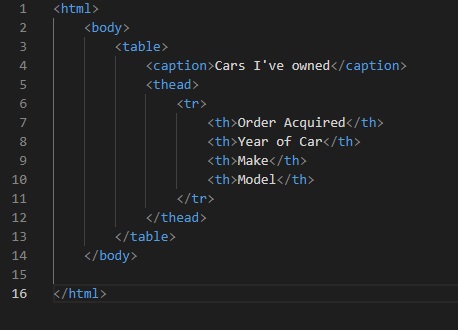 1 <html>
2 <body>
3 <table>
4 <caption>Cars I've owned</caption>
5 <thead>
6 <tr>
7 <th>Order Acquired</th>
8 <th>Year of Car</th>
9 <th>Make</th>
10 <th>Model</th>
11 </tr>
12 </thead>
13 </table>
14 </body>
15
16 </html>